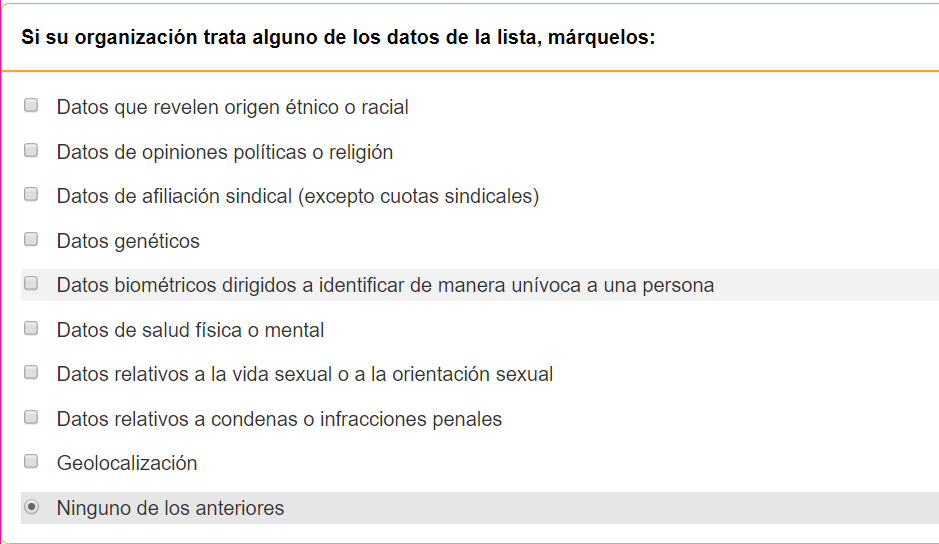 Si su organización trata alguno de los datos de la lista, márquelos:
Datos que revelen origen étnico o racial
Datos de opiniones políticas o religión
Datos de afiliación sindical (excepto cuotas sindicales)
Datos genéticos
Datos biométricos dirigidos a identificar de manera unívoca a una persona
Datos de salud física o mental
Datos relativos a la vida sexual o a la orientación sexual
Datos relativos a condenas o infracciones penales
Geolocalización
Ninguno de los anteriores